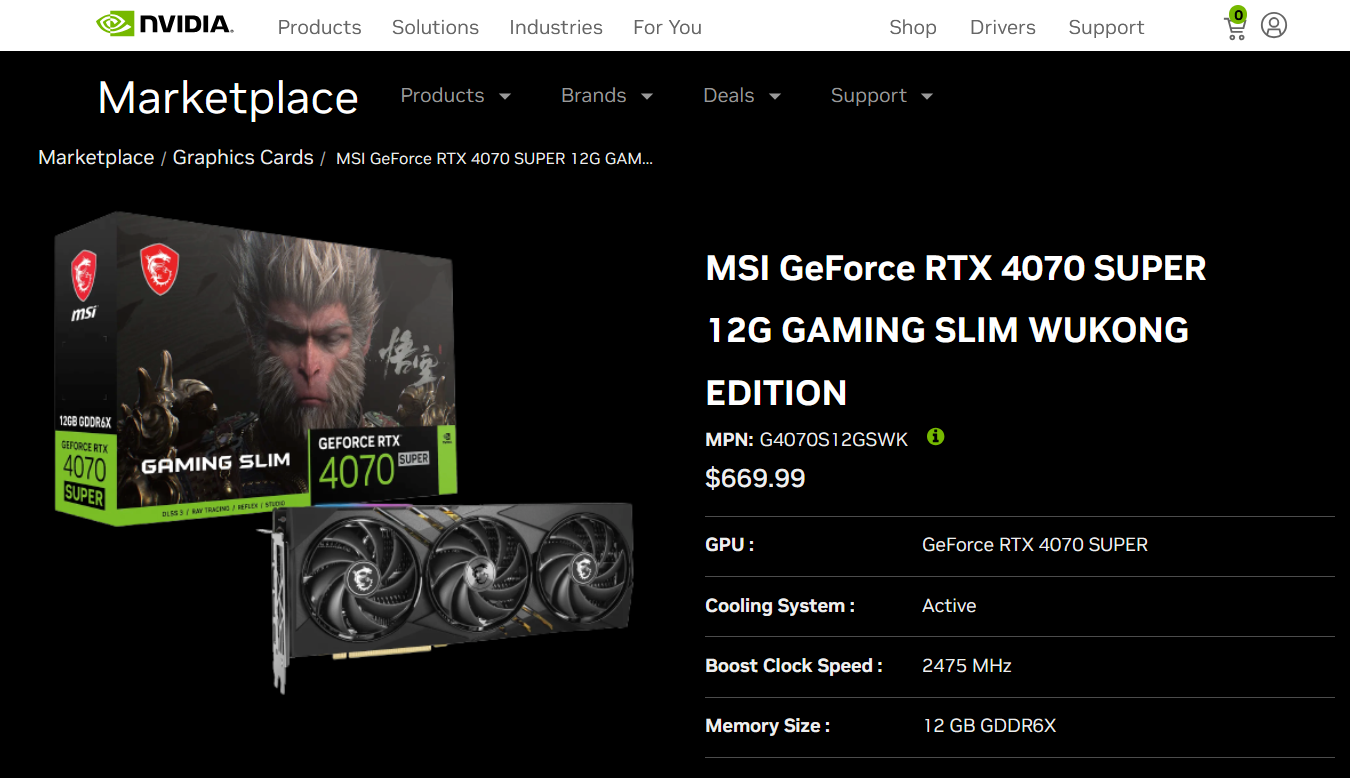 NVIDIA.
Products Solutions Industries For You Shop Drivers Support 0
Marketplace Products Brands Deals Support
Marketplace / Graphics Cards / MSI GeForce RTX 4070 SUPER 12G GAM...
msi
12GB GDDR6X
GEFORCE RTX
4070
SUPER
悟空
GAMING SLIM
GEFORCE RTX
4070 SUPER
DLSS 3 / RAY TRACING / REFLEX / STUDIO
MSI GeForce RTX 4070 SUPER
12G GAMING SLIM WUKONG
EDITION
MPN: G4070S12GSWK
$669.99
GPU : GeForce RTX 4070 SUPER
Cooling System : Active
Boost Clock Speed : 2475 MHz
Memory Size : 12 GB GDDR6X